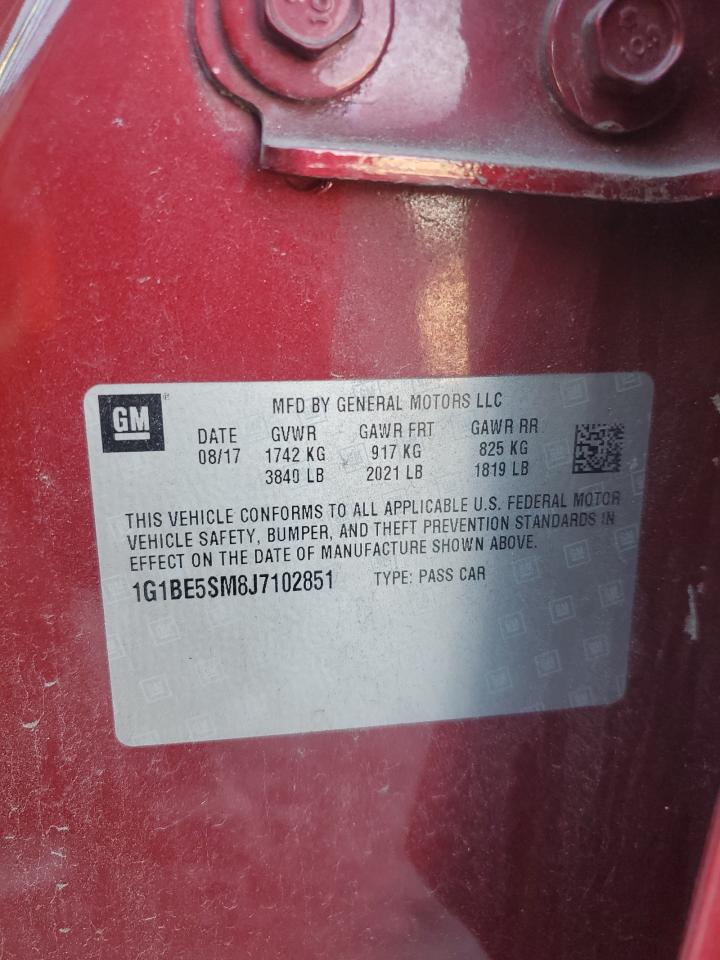 GM
MFD BY GENERAL MOTORS LLC
DATE GVWR GAWR FRT GAWR RR
08/17 1742 KG 917 KG 825 KG
3840 LB 2021 LB 1819 LB
THIS VEHICLE CONFORMS TO ALL APPLICABLE U.S. FEDERAL MOTOR
VEHICLE SAFETY, BUMPER, AND THEFT PREVENTION STANDARDS IN
EFFECT ON THE DATE OF MANUFACTURE SHOWN ABOVE.
1G1BE5SM8J7102851 TYPE: PASS CAR